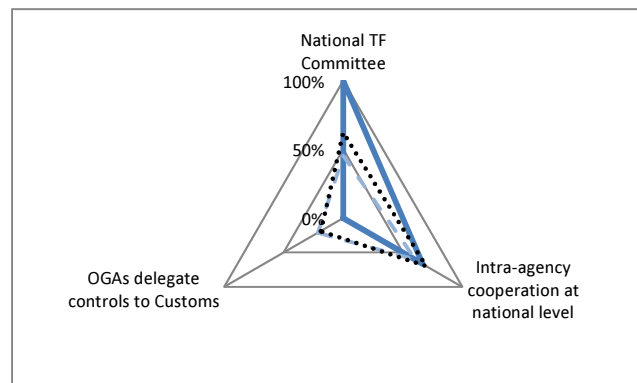 National TF
Committee
100%
50%
0%
OGAs delegate
controls to Customs
Intra-agency
cooperation at
national level